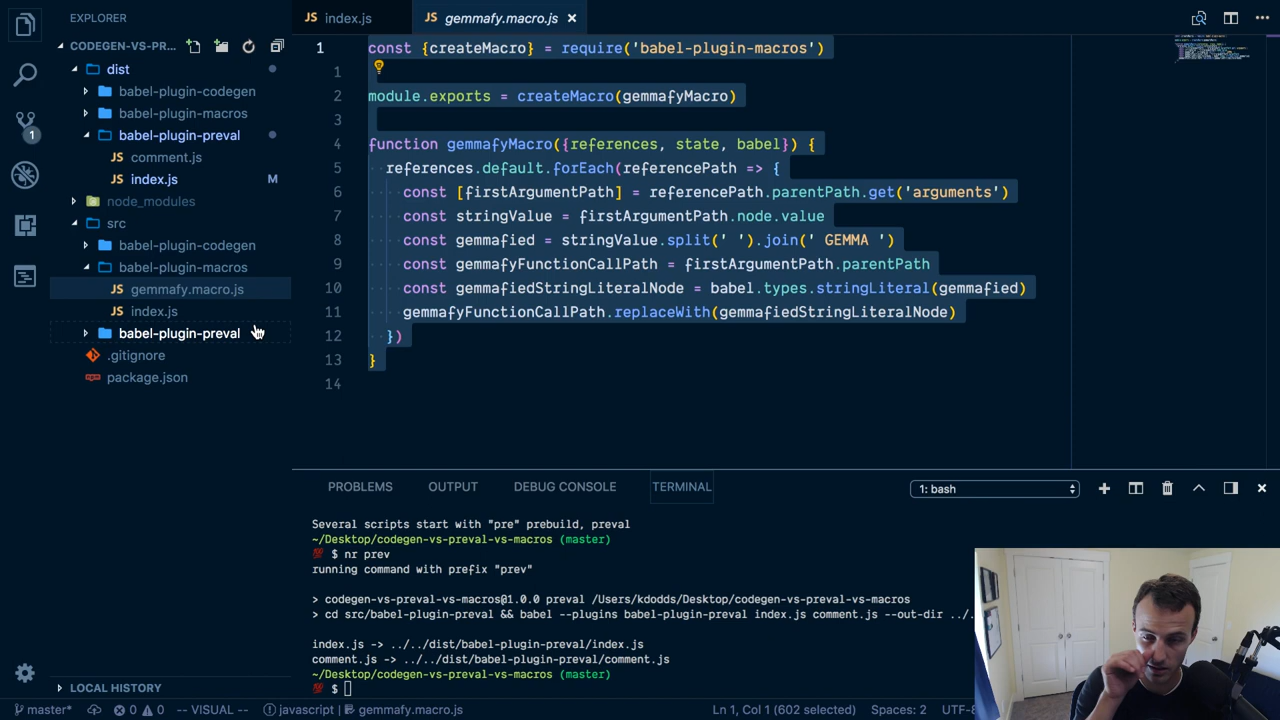 EXPLORER
CODEGEN-VS-PR...
dist
babel-plugin-codegen
babel-plugin-macros
babel-plugin-preval
comment.js
index.js M
node_modules
src
babel-plugin-codegen
babel-plugin-macros
gemmafy.macro.js
index.js
babel-plugin-preval
.gitignore
package.json
LOCAL HISTORY
1
JS index.js
JS gemmafy.macro.js
1 const {createMacro} = require('babel-plugin-macros')
1
2 module.exports = createMacro(gemmafyMacro)
3
4 function gemmafyMacro({references, state, babel}) {
5 references.default.forEach(referencePath => {
6 const [firstArgumentPath] = referencePath.parentPath.get('arguments')
7 const stringValue = firstArgumentPath.node.value
8 const gemmafied = stringValue.split(' ').join(' GEMMA ')
9 const gemmafyFunctionCallPath = firstArgumentPath.parentPath
10 const gemmafiedStringLiteralNode = babel.types.stringLiteral(gemmafied)
11 gemmafyFunctionCallPath.replaceWith(gemmafiedStringLiteralNode)
12 })
13 }
14
PROBLEMS OUTPUT DEBUG CONSOLE TERMINAL 1: bash
Several scripts start with "pre" prebuild, preval
~/Desktop/codegen-vs-preval-vs-macros (master)
💯 $ nr prev
running command with prefix "prev"
> codegen-vs-preval-vs-macros@1.0.0 preval /Users/kdodds/Desktop/codegen-vs-preval-vs-macros
> cd src/babel-plugin-preval && babel --plugins babel-plugin-preval index.js comment.js --out-dir ../.
index.js -> ../../dist/babel-plugin-preval/index.js
comment.js -> ../../dist/babel-plugin-preval/comment.js
~/Desktop/codegen-vs-preval-vs-macros (master)
💯 $
master* 0 0 -- VISUAL -- javascript | gemmafy.macro.js Ln 1, Col 1 (602 selected) Spaces: 2 UTF-